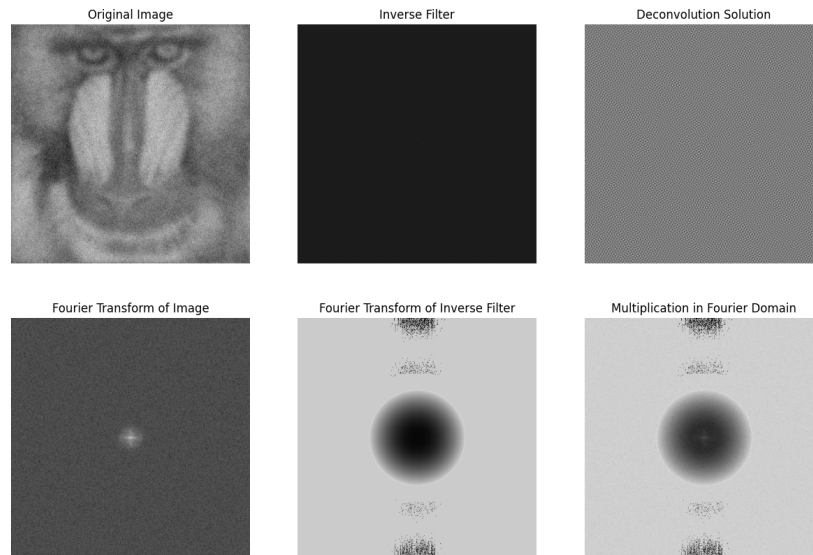 Original Image
Inverse Filter
Deconvolution Solution
Fourier Transform of Image
Fourier Transform of Inverse Filter
Multiplication in Fourier Domain